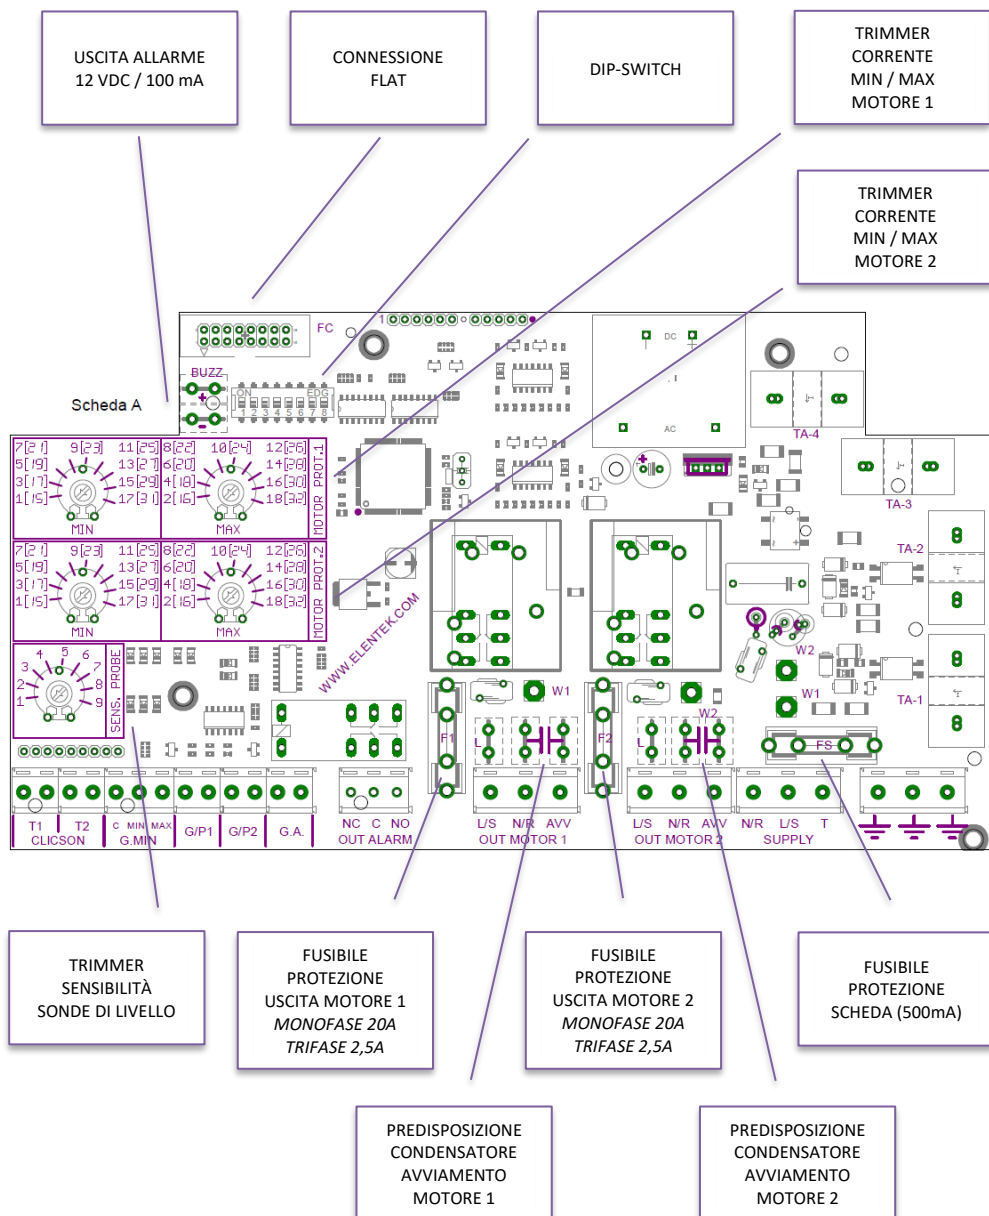 USCITA ALLARME
12 VDC / 100 mA
CONNESSIONE
FLAT
DIP-SWITCH
TRIMMER
CORRENTE
MIN / MAX
MOTORE 1
TRIMMER
CORRENTE
MIN / MAX
MOTORE 2
FC
1
DC
AC
BUZZ
+
-
ON EDG
1 2 3 4 5 6 7 8
Scheda A
TA-4
TA-3
TA-2
TA-1
7[21] 9[23] 11[25] 8[22] 10[24] 12[26]
5[19] 13[27] 6[20] 14[28]
3[17] 15[29] 4[18] 16[30]
1[15] 17[31] 2[16] 18[32]
MIN MAX
MOTOR PROT.1
7[21] 9[23] 11[25] 8[22] 10[24] 12[26]
5[19] 13[27] 6[20] 14[28]
3[17] 15[29] 4[18] 16[30]
1[15] 17[31] 2[16] 18[32]
MIN MAX
MOTOR PROT.2
WWW.ELENTEK.COM
1 2 3 4 5 6 7 8 9
SENS. PROBE
W1
W2
W2
W1
F1
L
F2
L
FS
T1 T2 C MIN MAX G/P1 G/P2 G.A. NC C NO L/S N/R AVV L/S N/R AVV N/R L/S T
CLICSON G.MIN OUT ALARM OUT MOTOR 1 OUT MOTOR 2 SUPPLY
TRIMMER
SENSIBILITÀ
SONDE DI LIVELLO
FUSIBILE
PROTEZIONE
USCITA MOTORE 1
MONOFASE 20A
TRIFASE 2,5A
FUSIBILE
PROTEZIONE
USCITA MOTORE 2
MONOFASE 20A
TRIFASE 2,5A
FUSIBILE
PROTEZIONE
SCHEDA (500mA)
PREDISPOSIZIONE
CONDENSATORE
AVVIAMENTO
MOTORE 1
PREDISPOSIZIONE
CONDENSATORE
AVVIAMENTO
MOTORE 2